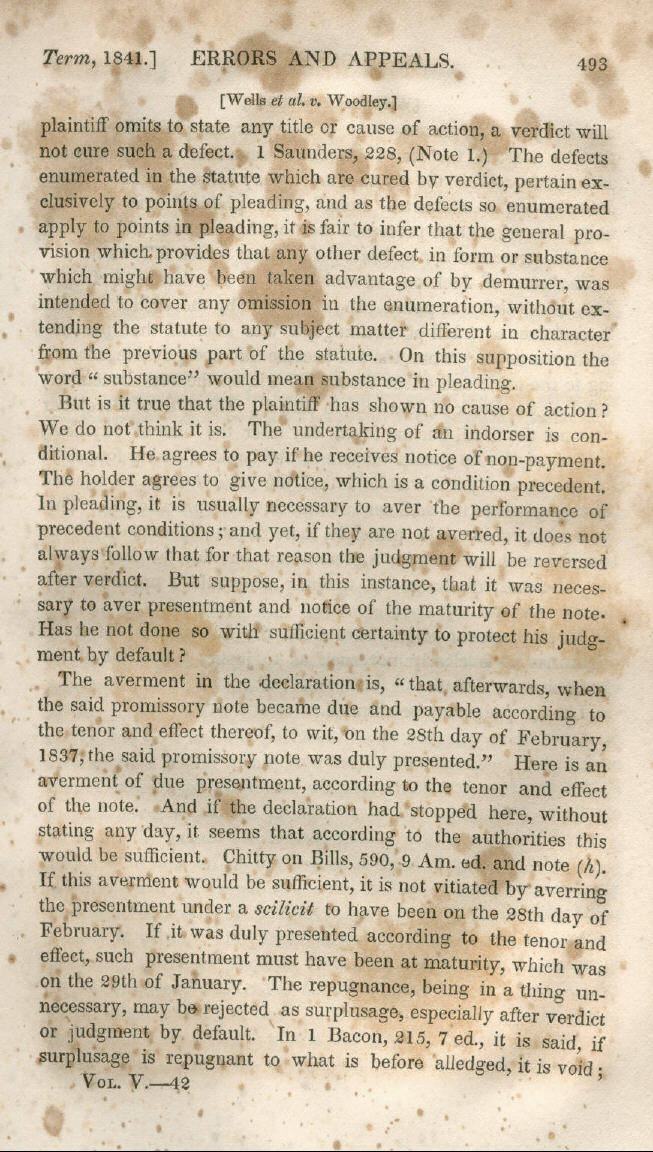 Term, 1841.] ERRORS AND APPEALS. 493
[Wells et al. v. Woodley.]
plaintiff omits to state any title or cause of action, a verdict will
not cure such a defect. 1 Saunders, 228, (Note 1.) The defects
enumerated in the statute which are cured by verdict, pertain ex-
clusively to points of pleading, and as the defects so enumerated
apply to points in pleading, it is fair to infer that the general pro-
vision which provides that any other defect in form or substance
which might have been taken advantage of by demurrer, was
intended to cover any omission in the enumeration, without ex-
tending the statute to any subject matter different in character
from the previous part of the statute. On this supposition the
word “ substance” would mean substance in pleading.
But is it true that the plaintiff has shown no cause of action ?
We do not think it is. The undertaking of an indorser is con-
ditional. He agrees to pay if he receives notice of non-payment.
The holder agrees to give notice, which is a condition precedent.
In pleading, it is usually necessary to aver the performance of
precedent conditions ; and yet, if they are not averred, it does not
always follow that for that reason the judgment will be reversed
after verdict. But suppose, in this instance, that it was neces-
sary to aver presentment and notice of the maturity of the note.
Has he not done so with sufficient certainty to protect his judg-
ment by default ?
The averment in the declaration is, “ that afterwards, when
the said promissory note became due and payable according to
the tenor and effect thereof, to wit, on the 28th day of February,
1837, the said promissory note was duly presented.” Here is an
averment of due presentment, according to the tenor and effect
of the note. And if the declaration had stopped here, without
stating any day, it seems that according to the authorities this
would be sufficient. Chitty on Bills, 590, 9 Am. ed. and note (h).
If this averment would be sufficient, it is not vitiated by averring
the presentment under a scilicit to have been on the 28th day of
February. If it was duly presented according to the tenor and
effect, such presentment must have been at maturity, which was
on the 29th of January. The repugnance, being in a thing un-
necessary, may be rejected as surplusage, especially after verdict
or judgment by default. In 1 Bacon, 215, 7 ed., it is said, if
surplusage is repugnant to what is before alledged, it is void ;
VOL. V.—42